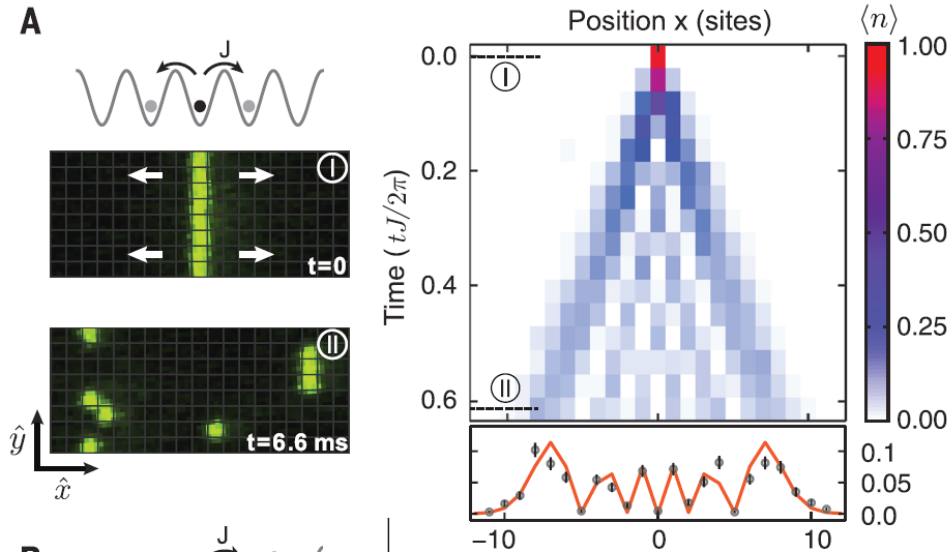 A
J
I
t=0
II
t=6.6 ms
ŷ
x̂
B
J
Position x (sites)
⟨n⟩
Time (tJ/2π)
0.0
0.2
0.4
0.6
I
II
1.00
0.75
0.50
0.25
0.00
0.1
0.05
0.0
−10
0
10